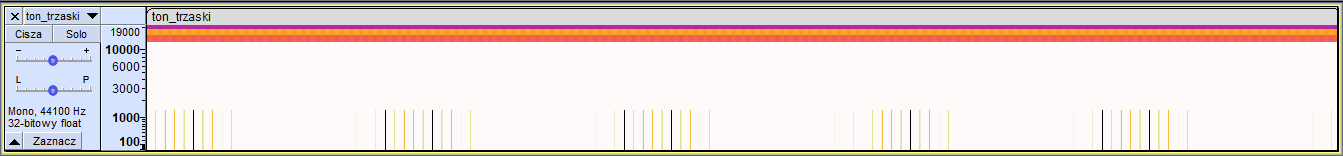 ton_trzaski
ton_trzaski
Cisza Solo
- +
L P
Mono, 44100 Hz
32-bitowy float
Zaznacz
19000
10000
6000
3000
1000
100